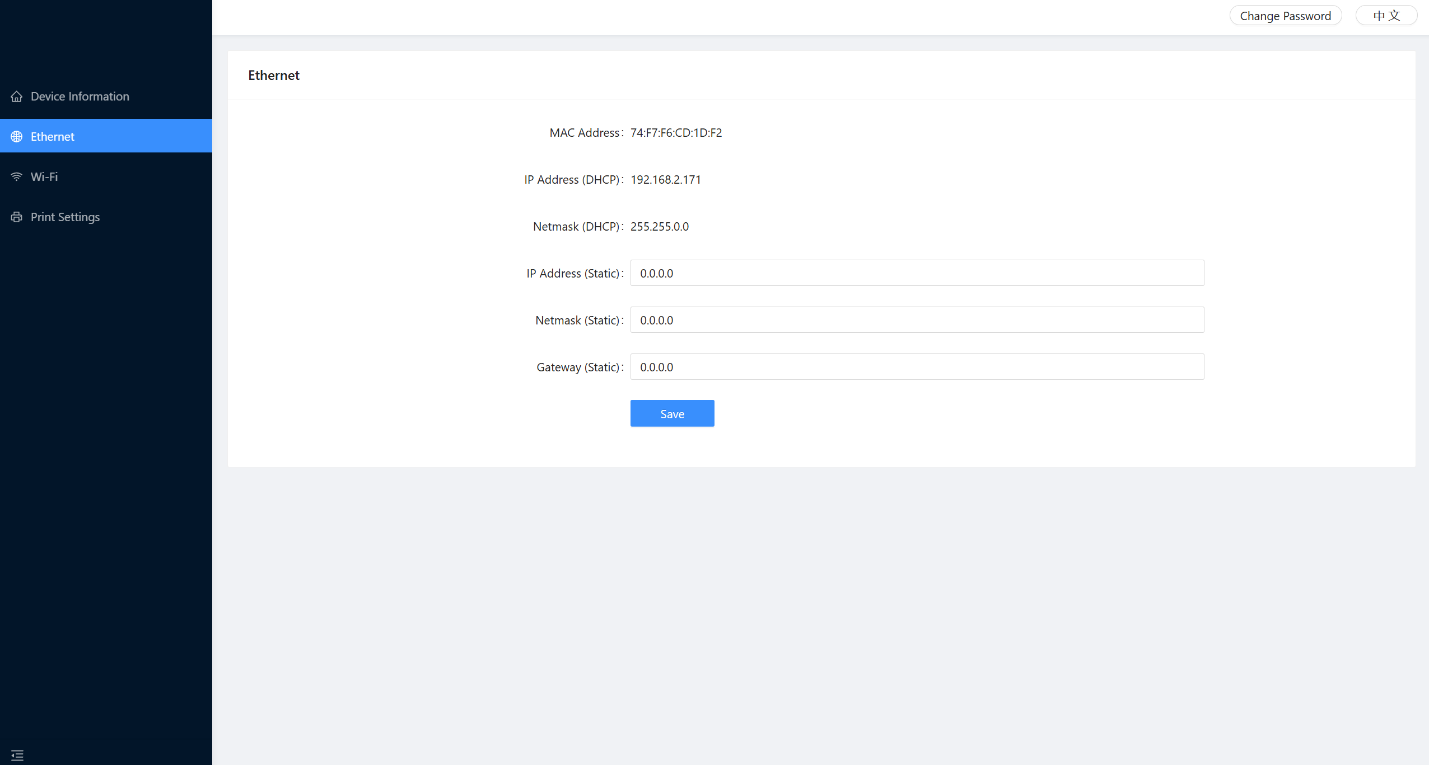 Change Password
中 文
Device Information
Ethernet
Wi-Fi
Print Settings
Ethernet
MAC Address: 74:F7:F6:CD:1D:F2
IP Address (DHCP): 192.168.2.171
Netmask (DHCP): 255.255.0.0
IP Address (Static): 0.0.0.0
Netmask (Static): 0.0.0.0
Gateway (Static): 0.0.0.0
Save